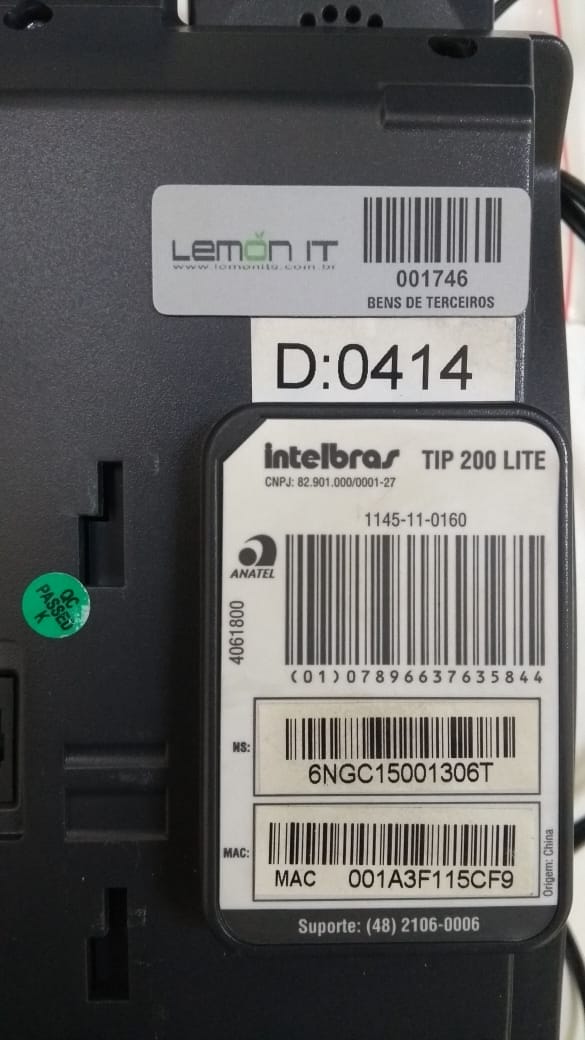 LEMON IT
www.lemonits.com.br
001746
BENS DE TERCEIROS
D:0414
intelbras TIP 200 LITE
CNPJ: 82.901.000/0001-27
1145-11-0160
ANATEL
4061800
(01)07896637635844
QC
PASSED
K
NS:
6NGC15001306T
MAC:
MAC 001A3F115CF9
Origem: China
Suporte: (48) 2106-0006